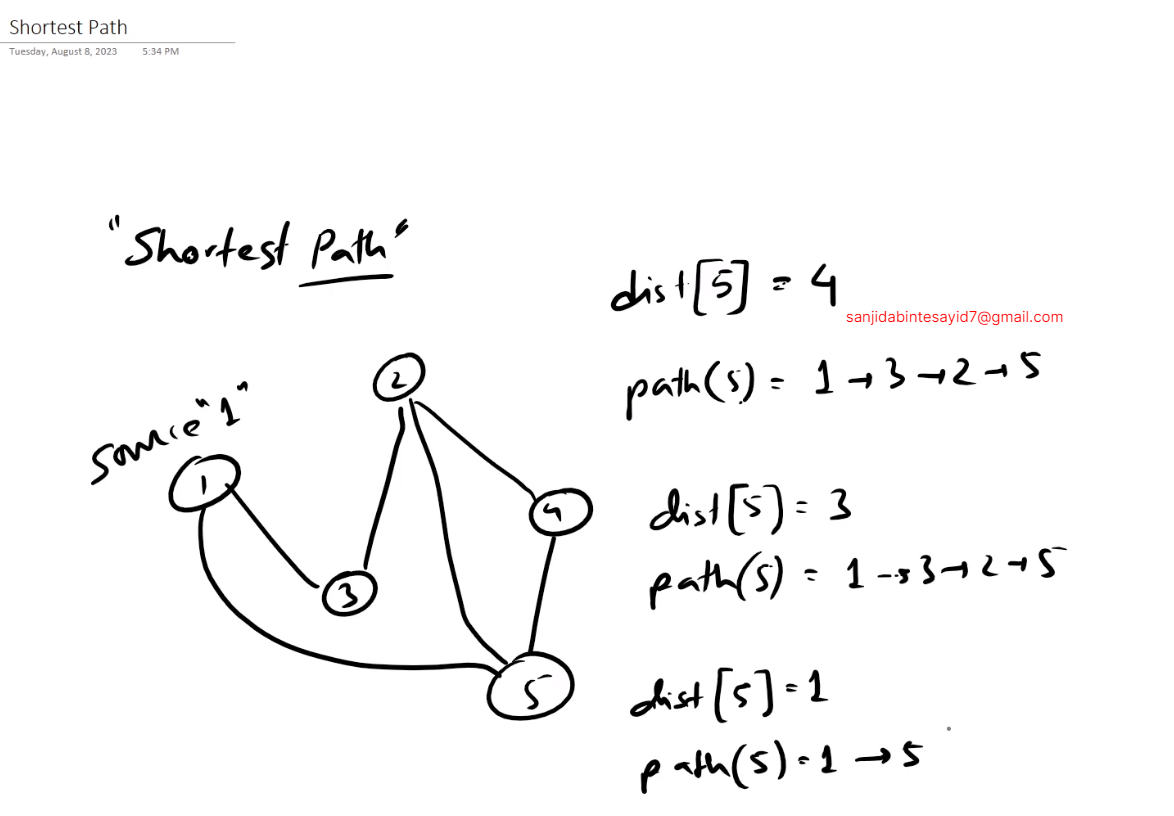 Shortest Path
Tuesday, August 8, 2023 5:34 PM
"Shortest Path"
dist[5] = 4
sanjidabintesayid7@gmail.com
path(5) = 1 → 3 → 2 → 5
source "1"
2
1
4
3
5
dist[5] = 3
path(5) = 1 → 3 → 2 → 5
dist[5] = 1
path(5) = 1 → 5